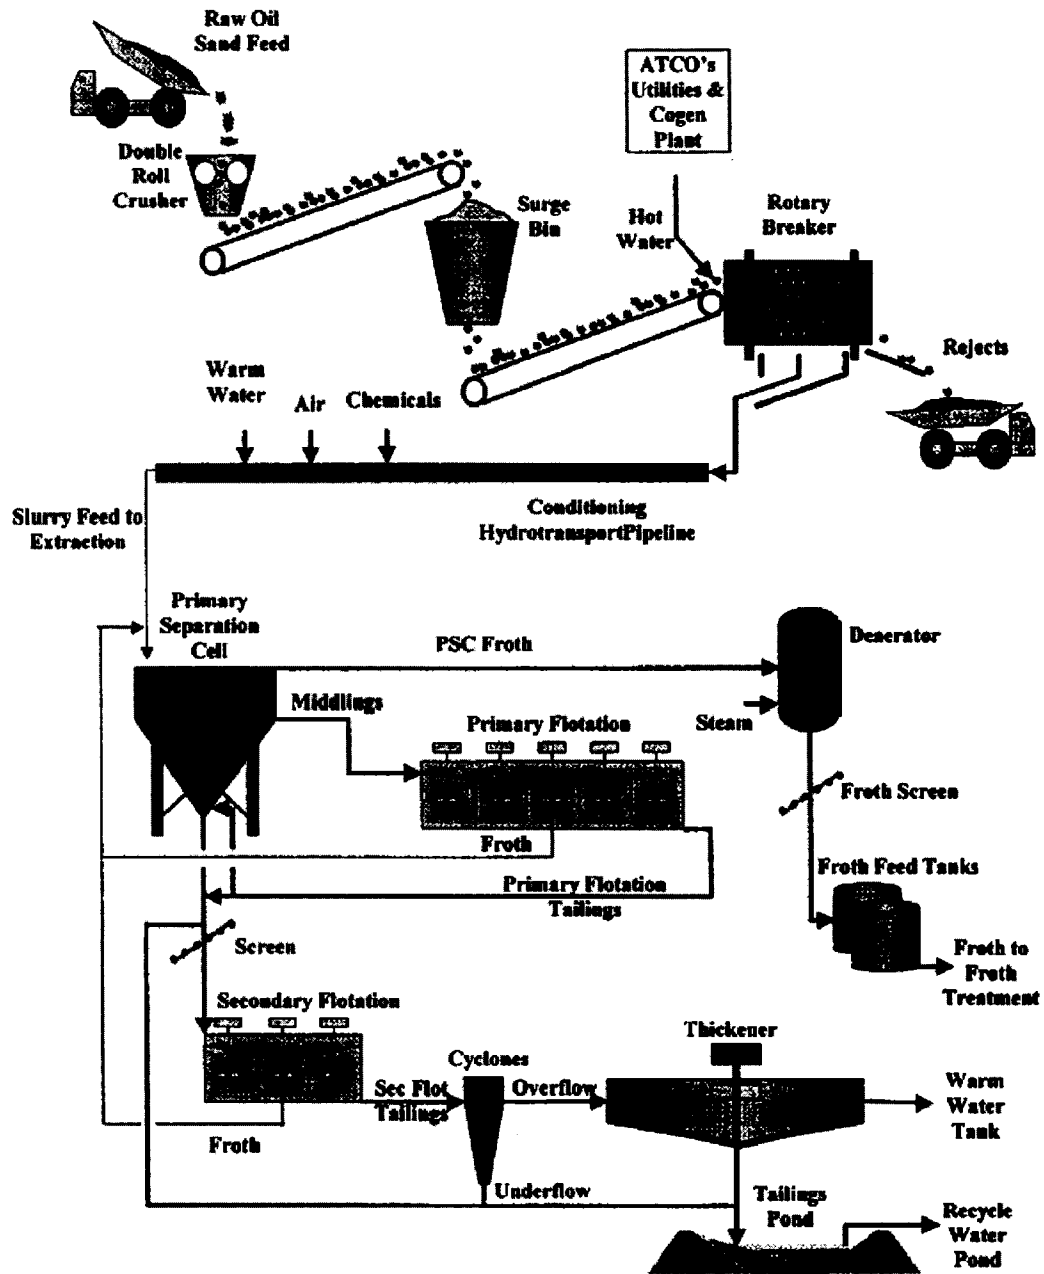 Raw Oil
Sand Feed
ATCO's
Utilities &
Cogen
Plant
Double
Roll
Crusher
Surge
Bin
Hot
Water
Rotary
Breaker
Rejects
Warm
Water
Air
Chemicals
Conditioning
HydrotransportPipeline
Slurry Feed to
Extraction
Primary
Separation
Cell
PSC Froth
Deaerator
Middlings
Steam
Primary Flotation
Froth Screen
Froth
Froth Feed Tanks
Primary Flotation
Tailings
Screen
Froth to
Froth
Treatment
Secondary Flotation
Thickener
Cyclones
Sec Flot
Tailings
Overflow
Warm
Water
Tank
Froth
Underflow
Tailings
Pond
Recycle
Water
Pond